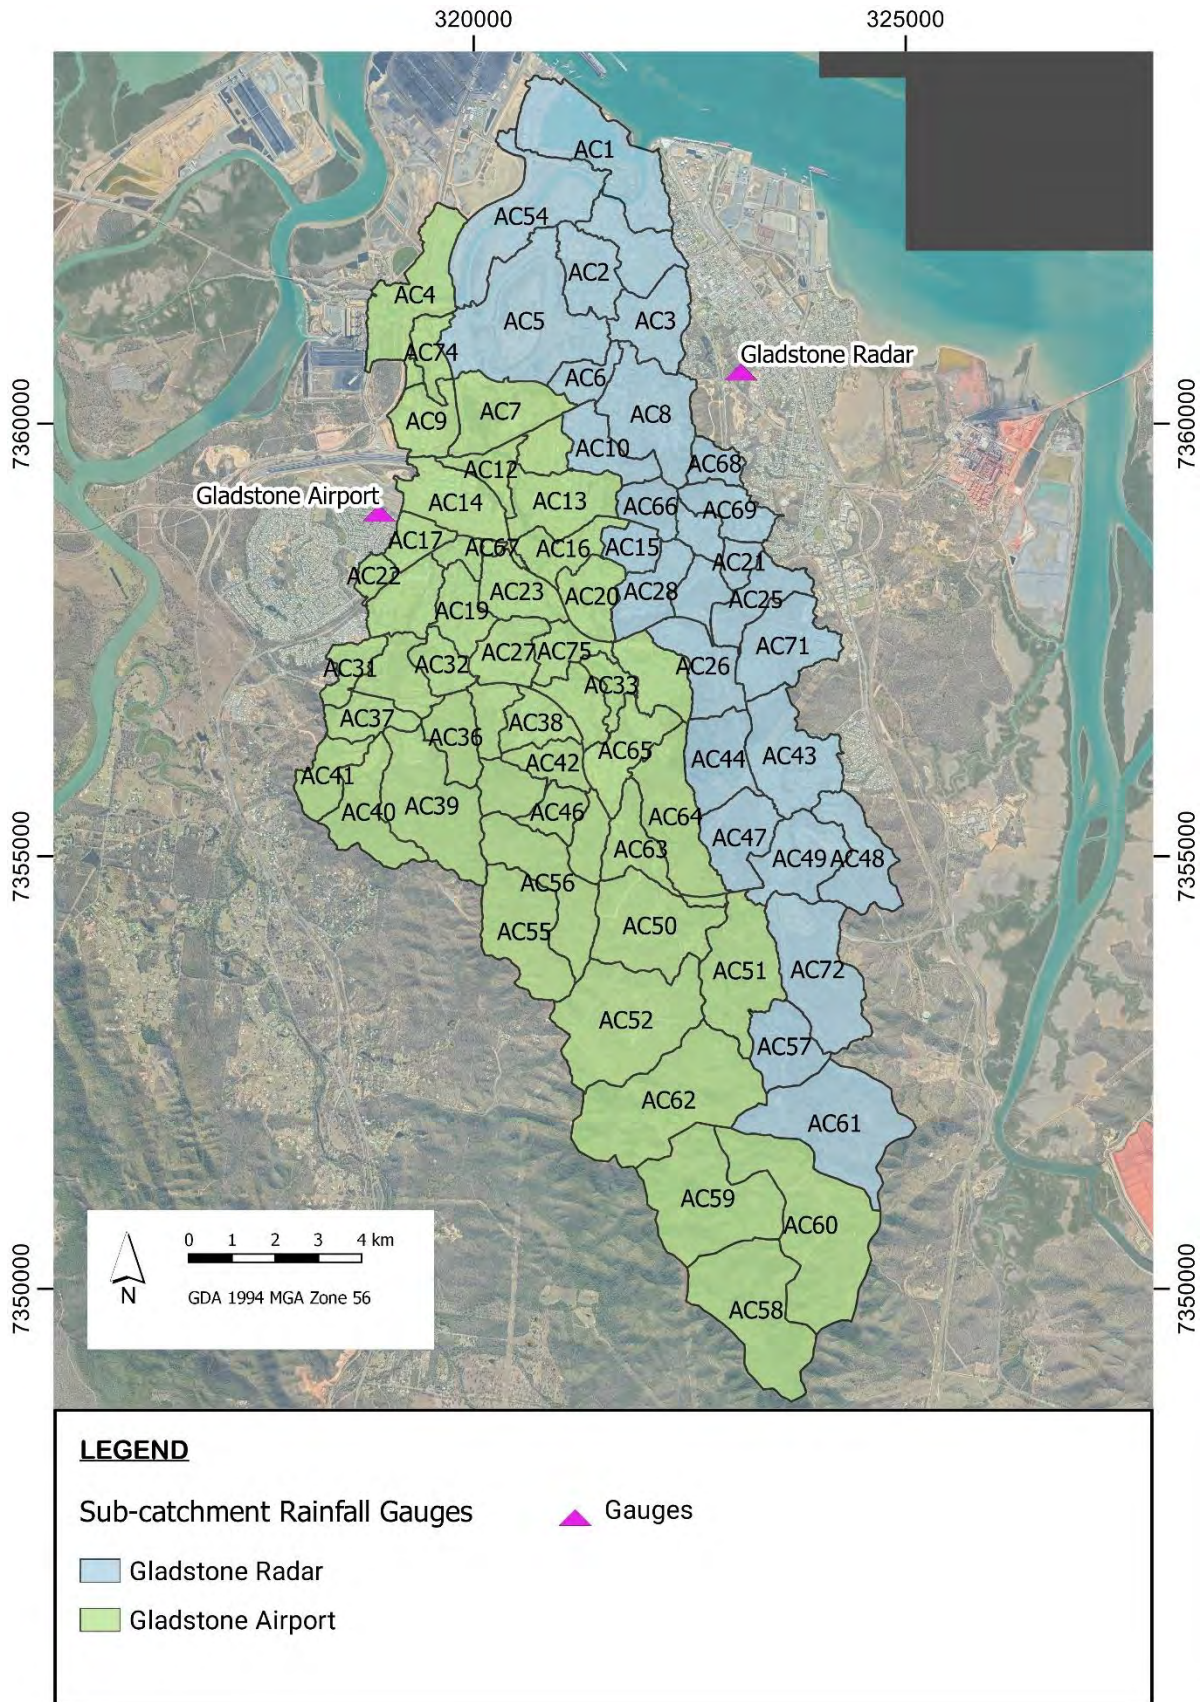 320000
325000
AC1
AC54
AC2
AC4
AC5
AC3
AC74
Gladstone Radar
AC6
AC9
AC7
AC8
7360000
7360000
AC10
AC12
AC68
Gladstone Airport
AC14
AC13
AC66
AC69
AC17
AC67
AC16
AC15
AC21
AC22
AC23
AC20
AC28
AC25
AC19
AC71
AC31
AC32
AC27
AC75
AC26
AC33
AC37
AC36
AC38
AC65
AC44
AC43
AC42
AC41
AC40
AC39
AC46
AC64
AC47
AC63
AC49
AC48
7355000
7355000
AC56
AC55
AC50
AC51
AC72
AC52
AC57
AC62
AC61
AC59
AC60
AC58
7350000
7350000
0 1 2 3 4 km
N
GDA 1994 MGA Zone 56
LEGEND
Sub-catchment Rainfall Gauges
Gauges
Gladstone Radar
Gladstone Airport